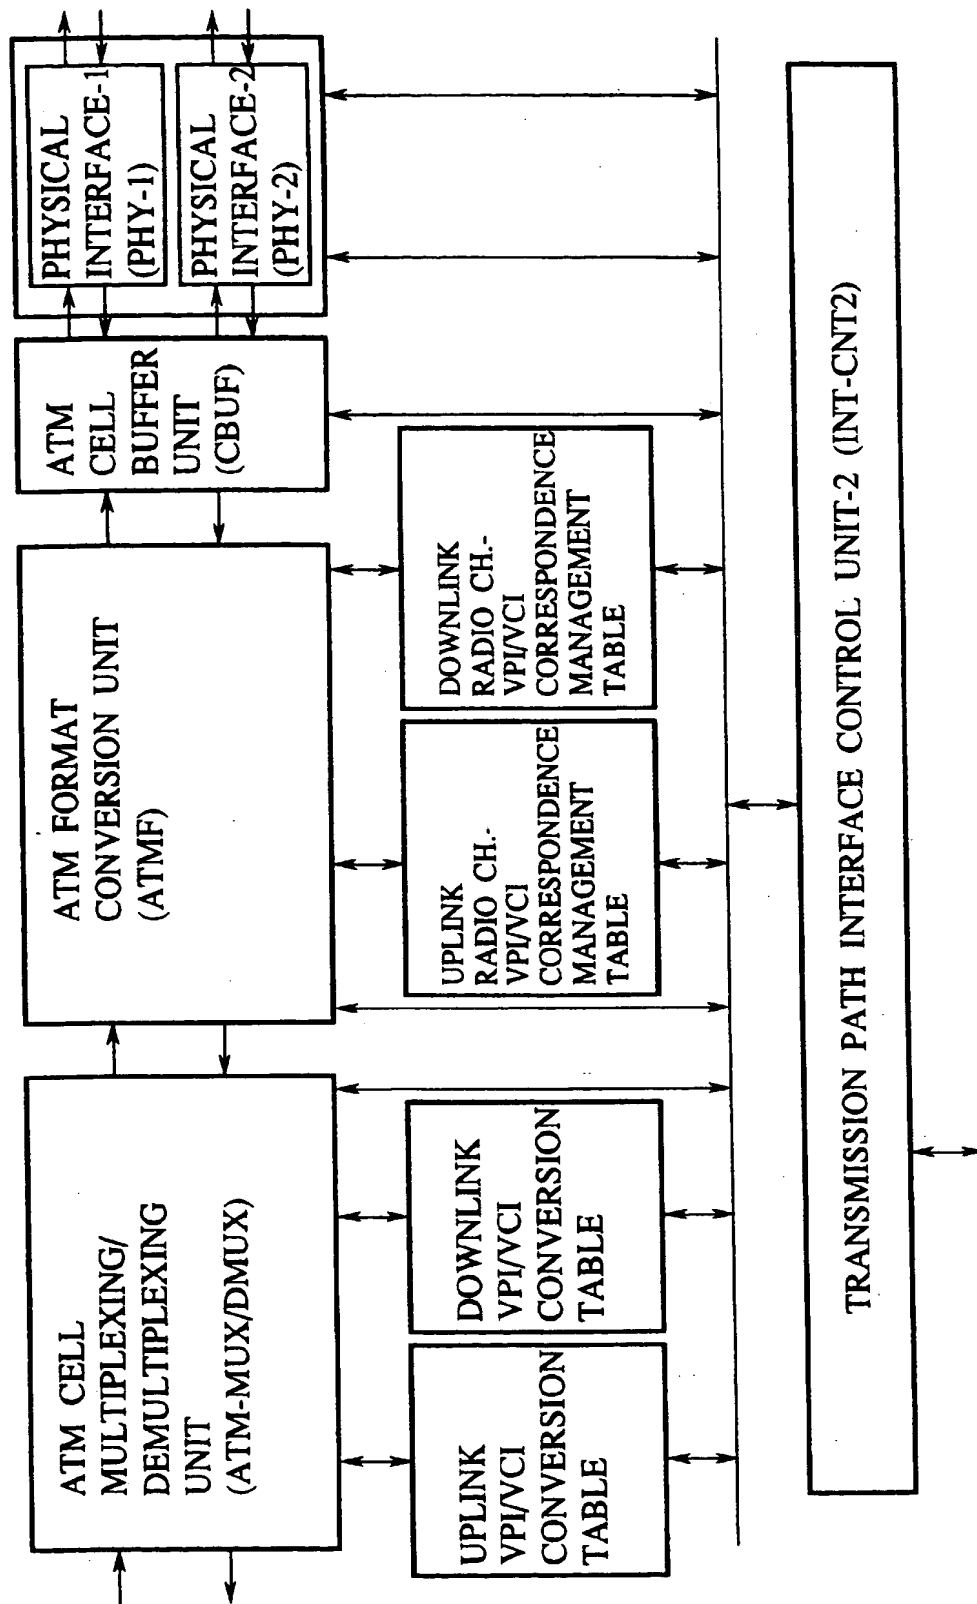 ATM CELL
MULTIPLEXING/
DEMULTIPLEXING
UNIT
(ATM-MUX/DMUX)
ATM FORMAT
CONVERSION UNIT
(ATMF)
ATM
CELL
BUFFER
UNIT
(CBUF)
PHYSICAL
INTERFACE-1
(PHY-1)
PHYSICAL
INTERFACE-2
(PHY-2)
UPLINK
VPI/VCI
CONVERSION
TABLE
DOWNLINK
VPI/VCI
CONVERSION
TABLE
UPLINK
RADIO CH.-
VPI/VCI
CORRESPONDENCE
MANAGEMENT
TABLE
DOWNLINK
RADIO CH.-
VPI/VCI
CORRESPONDENCE
MANAGEMENT
TABLE
TRANSMISSION PATH INTERFACE CONTROL UNIT-2 (INT-CNT2)